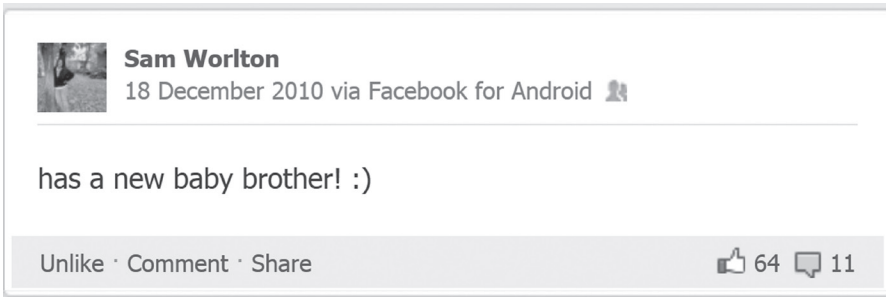 Sam Worlton
18 December 2010 via Facebook for Android
has a new baby brother! :)
Unlike · Comment · Share 64 11